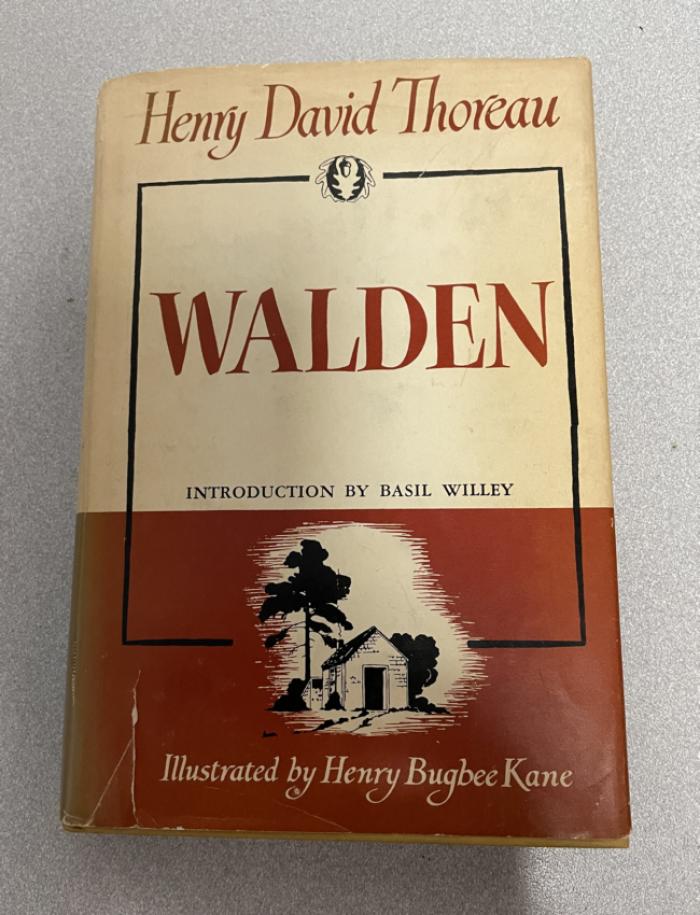 Henry David Thoreau
WALDEN
INTRODUCTION BY BASIL WILLEY
Illustrated by Henry Bugbee Kane